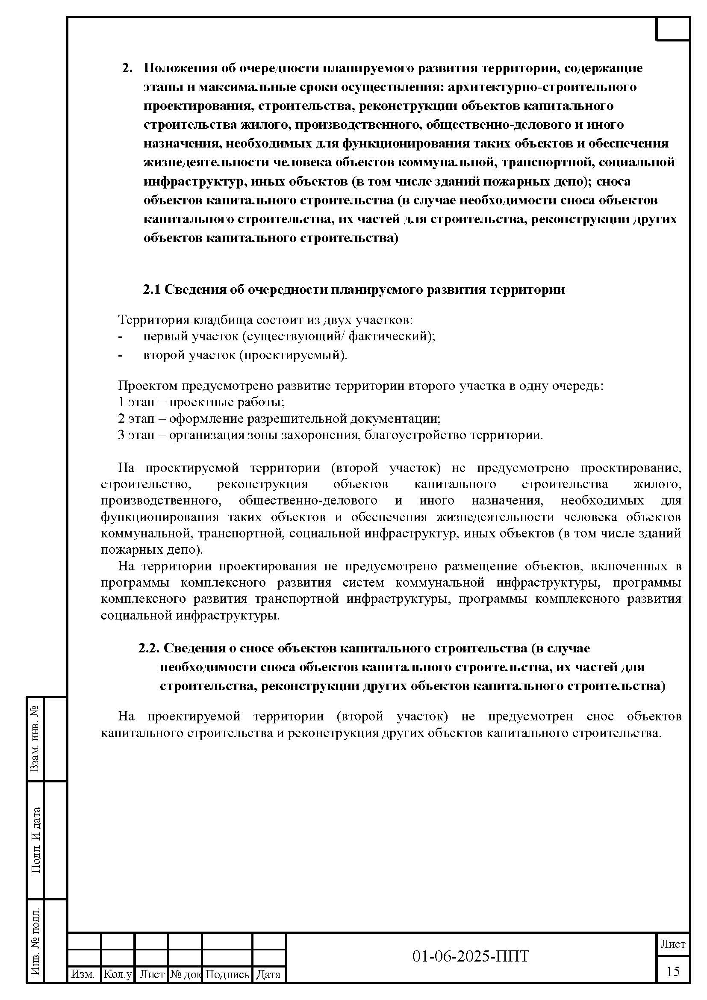 2. Положения об очередности планируемого развития территории, содержащие
этапы и максимальные сроки осуществления: архитектурно-строительного
проектирования, строительства, реконструкции объектов капитального
строительства жилого, производственного, общественно-делового и иного
назначения, необходимых для функционирования таких объектов и обеспечения
жизнедеятельности человека объектов коммунальной, транспортной, социальной
инфраструктур, иных объектов (в том числе зданий пожарных депо); сноса
объектов капитального строительства (в случае необходимости сноса объектов
капитального строительства, их частей для строительства, реконструкции других
объектов капитального строительства)
2.1 Сведения об очередности планируемого развития территории
Территория кладбища состоит из двух участков:
- первый участок (существующий/ фактический);
- второй участок (проектируемый).
Проектом предусмотрено развитие территории второго участка в одну очередь:
1 этап – проектные работы;
2 этап – оформление разрешительной документации;
3 этап – организация зоны захоронения, благоустройство территории.
На проектируемой территории (второй участок) не предусмотрено проектирование,
строительство, реконструкция объектов капитального строительства жилого,
производственного, общественно-делового и иного назначения, необходимых для
функционирования таких объектов и обеспечения жизнедеятельности человека объектов
коммунальной, транспортной, социальной инфраструктур, иных объектов (в том числе зданий
пожарных депо).
На территории проектирования не предусмотрено размещение объектов, включенных в
программы комплексного развития систем коммунальной инфраструктуры, программы
комплексного развития транспортной инфраструктуры, программы комплексного развития
социальной инфраструктуры.
2.2. Сведения о сносе объектов капитального строительства (в случае
необходимости сноса объектов капитального строительства, их частей для
строительства, реконструкции других объектов капитального строительства)
На проектируемой территории (второй участок) не предусмотрен снос объектов
капитального строительства и реконструкция других объектов капитального строительства.
Взам. инв. №
Подп. И дата
Инв. № подл.
Изм. Кол.у Лист № док Подпись Дата
01-06-2025-ППТ
Лист
15